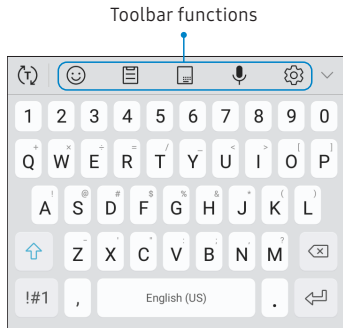 Toolbar functions
T
1 2 3 4 5 6 7 8 9 0
+ × ÷ = / _ < > [ ]
Q W E R T Y U I O P
! @ # $ % & * ( )
A S D F G H J K L
- ' " : ; , ?
Z X C V B N M
!#1 , English (US) .